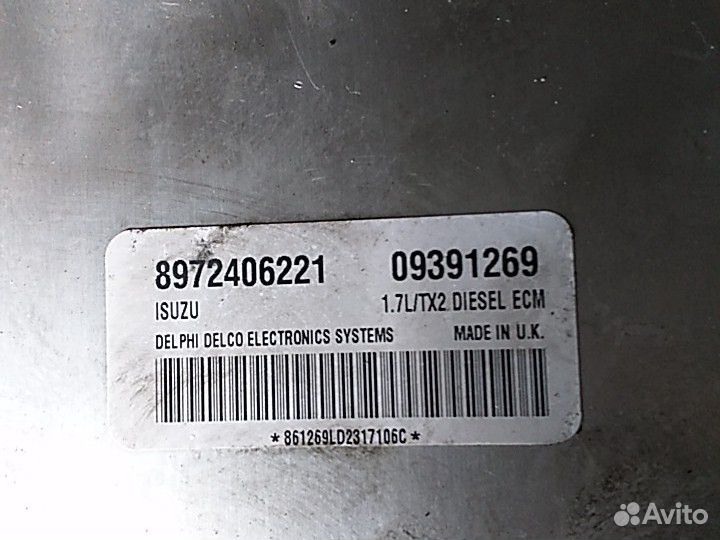 8972406221 09391269
ISUZU 1.7L/TX2 DIESEL ECM
DELPHI DELCO ELECTRONICS SYSTEMS MADE IN U.K.
*861269LD2317106C*
Avito